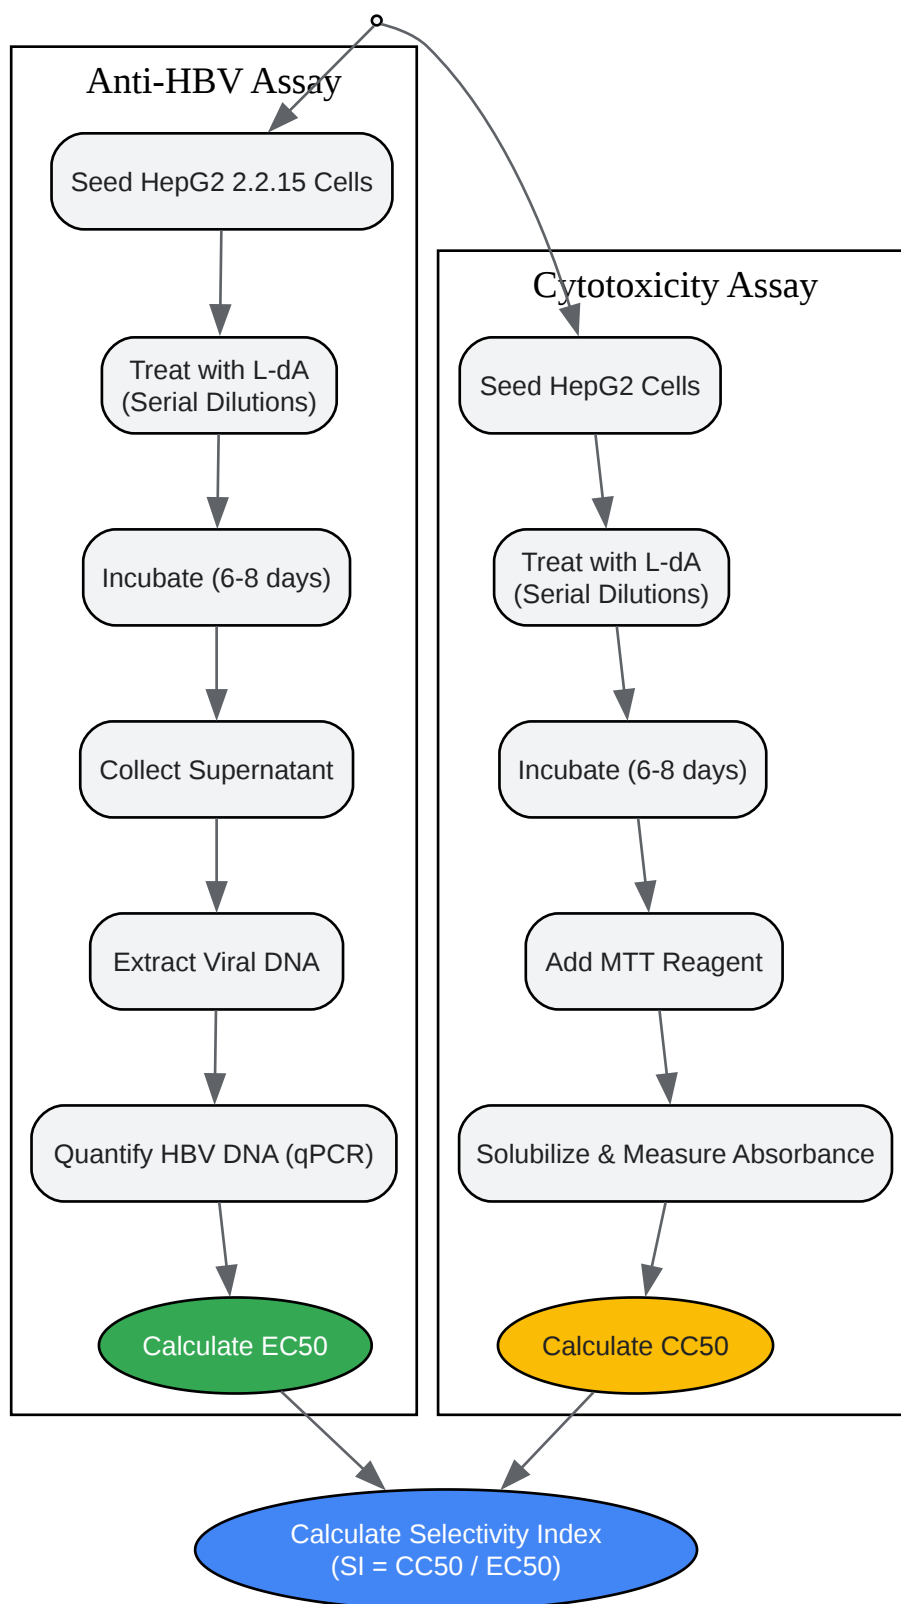 Anti-HBV Assay
Seed HepG2 2.2.15 Cells
Treat with L-dA
(Serial Dilutions)
Incubate (6-8 days)
Collect Supernatant
Extract Viral DNA
Quantify HBV DNA (qPCR)
Calculate EC50
Cytotoxicity Assay
Seed HepG2 Cells
Treat with L-dA
(Serial Dilutions)
Incubate (6-8 days)
Add MTT Reagent
Solubilize & Measure Absorbance
Calculate CC50
Calculate Selectivity Index
(SI = CC50 / EC50)